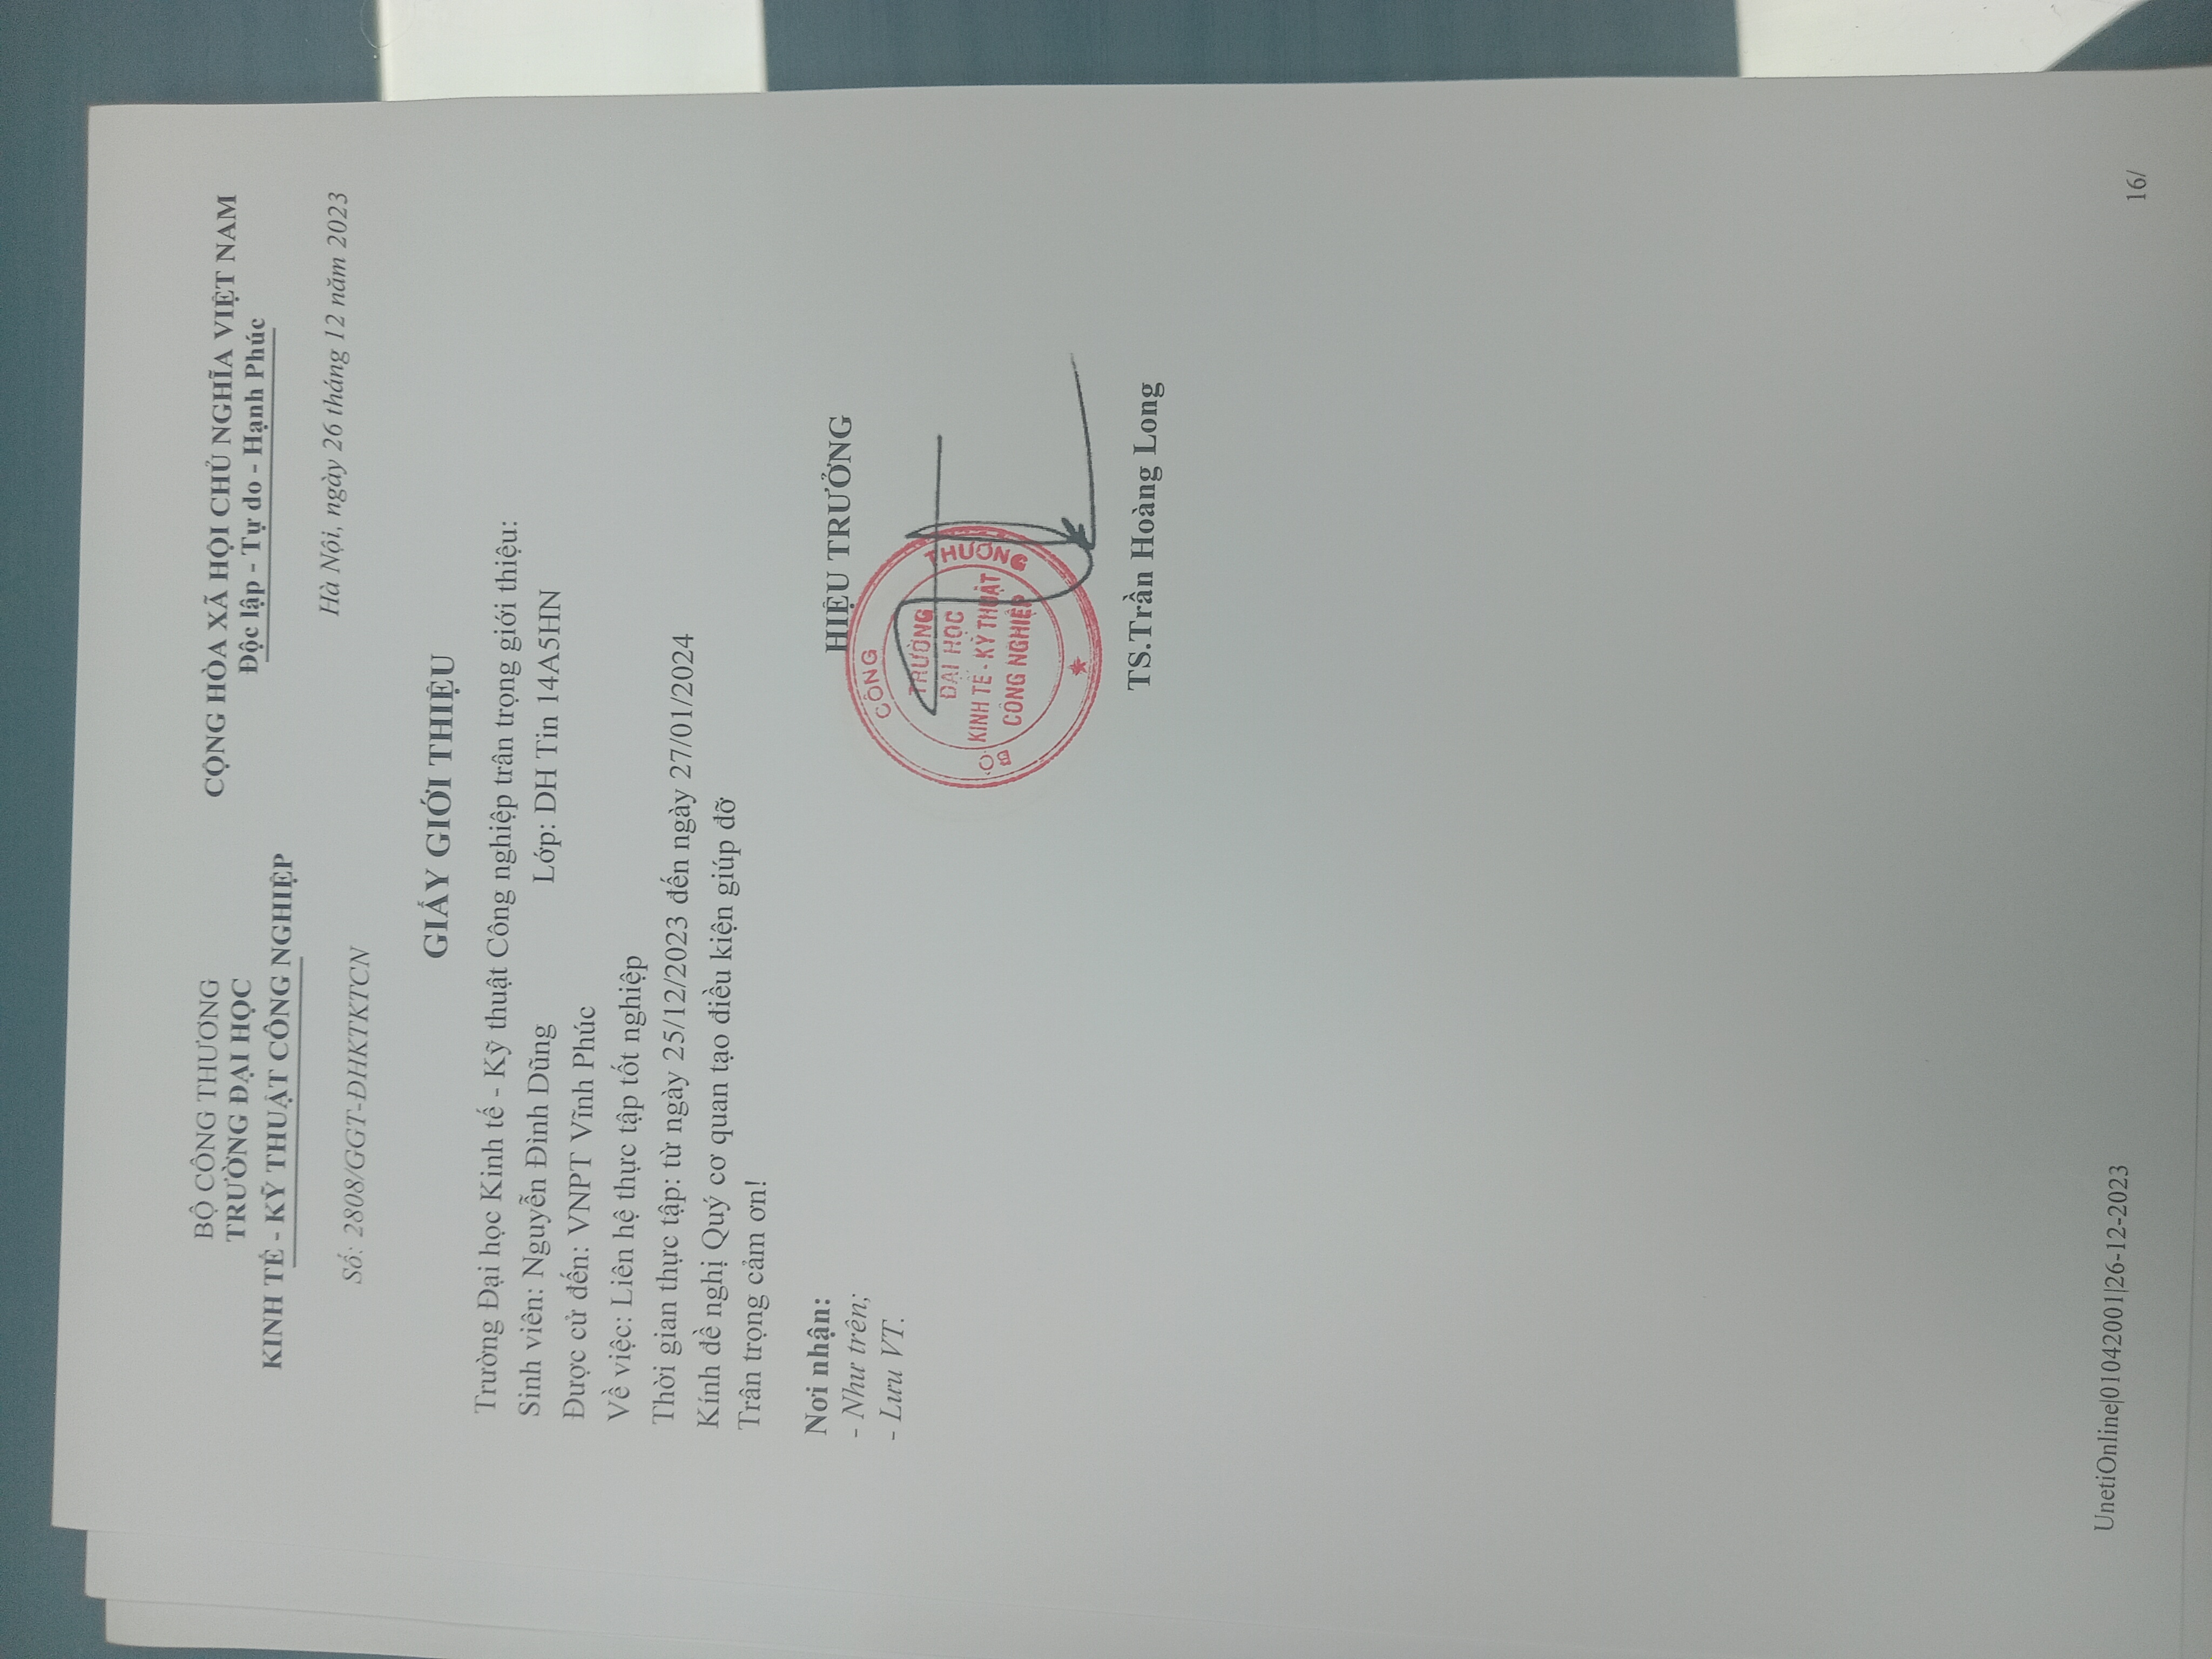 BỘ CÔNG THƯƠNG
TRƯỜNG ĐẠI HỌC
KINH TẾ - KỸ THUẬT CÔNG NGHIỆP
Số: 2808/GGT-ĐHKTKTCN
CỘNG HÒA XÃ HỘI CHỦ NGHĨA VIỆT NAM
Độc lập - Tự do - Hạnh Phúc
Hà Nội, ngày 26 tháng 12 năm 2023
GIẤY GIỚI THIỆU
Trường Đại học Kinh tế - Kỹ thuật Công nghiệp trân trọng giới thiệu:
Sinh viên: Nguyễn Đình Dũng Lớp: DH Tin 14A5HN
Được cử đến: VNPT Vĩnh Phúc
Về việc: Liên hệ thực tập tốt nghiệp
Thời gian thực tập: từ ngày 25/12/2023 đến ngày 27/01/2024
Kính đề nghị Quý cơ quan tạo điều kiện giúp đỡ
Trân trọng cảm ơn!
Nơi nhận:
- Như trên;
- Lưu VT.
HIỆU TRƯỞNG
BỘ CÔNG THƯƠNG
TRƯỜNG
ĐẠI HỌC
KINH TẾ - KỸ THUẬT
CÔNG NGHIỆP
TS.Trần Hoàng Long
UnetiOnline|01042001|26-12-2023
16/